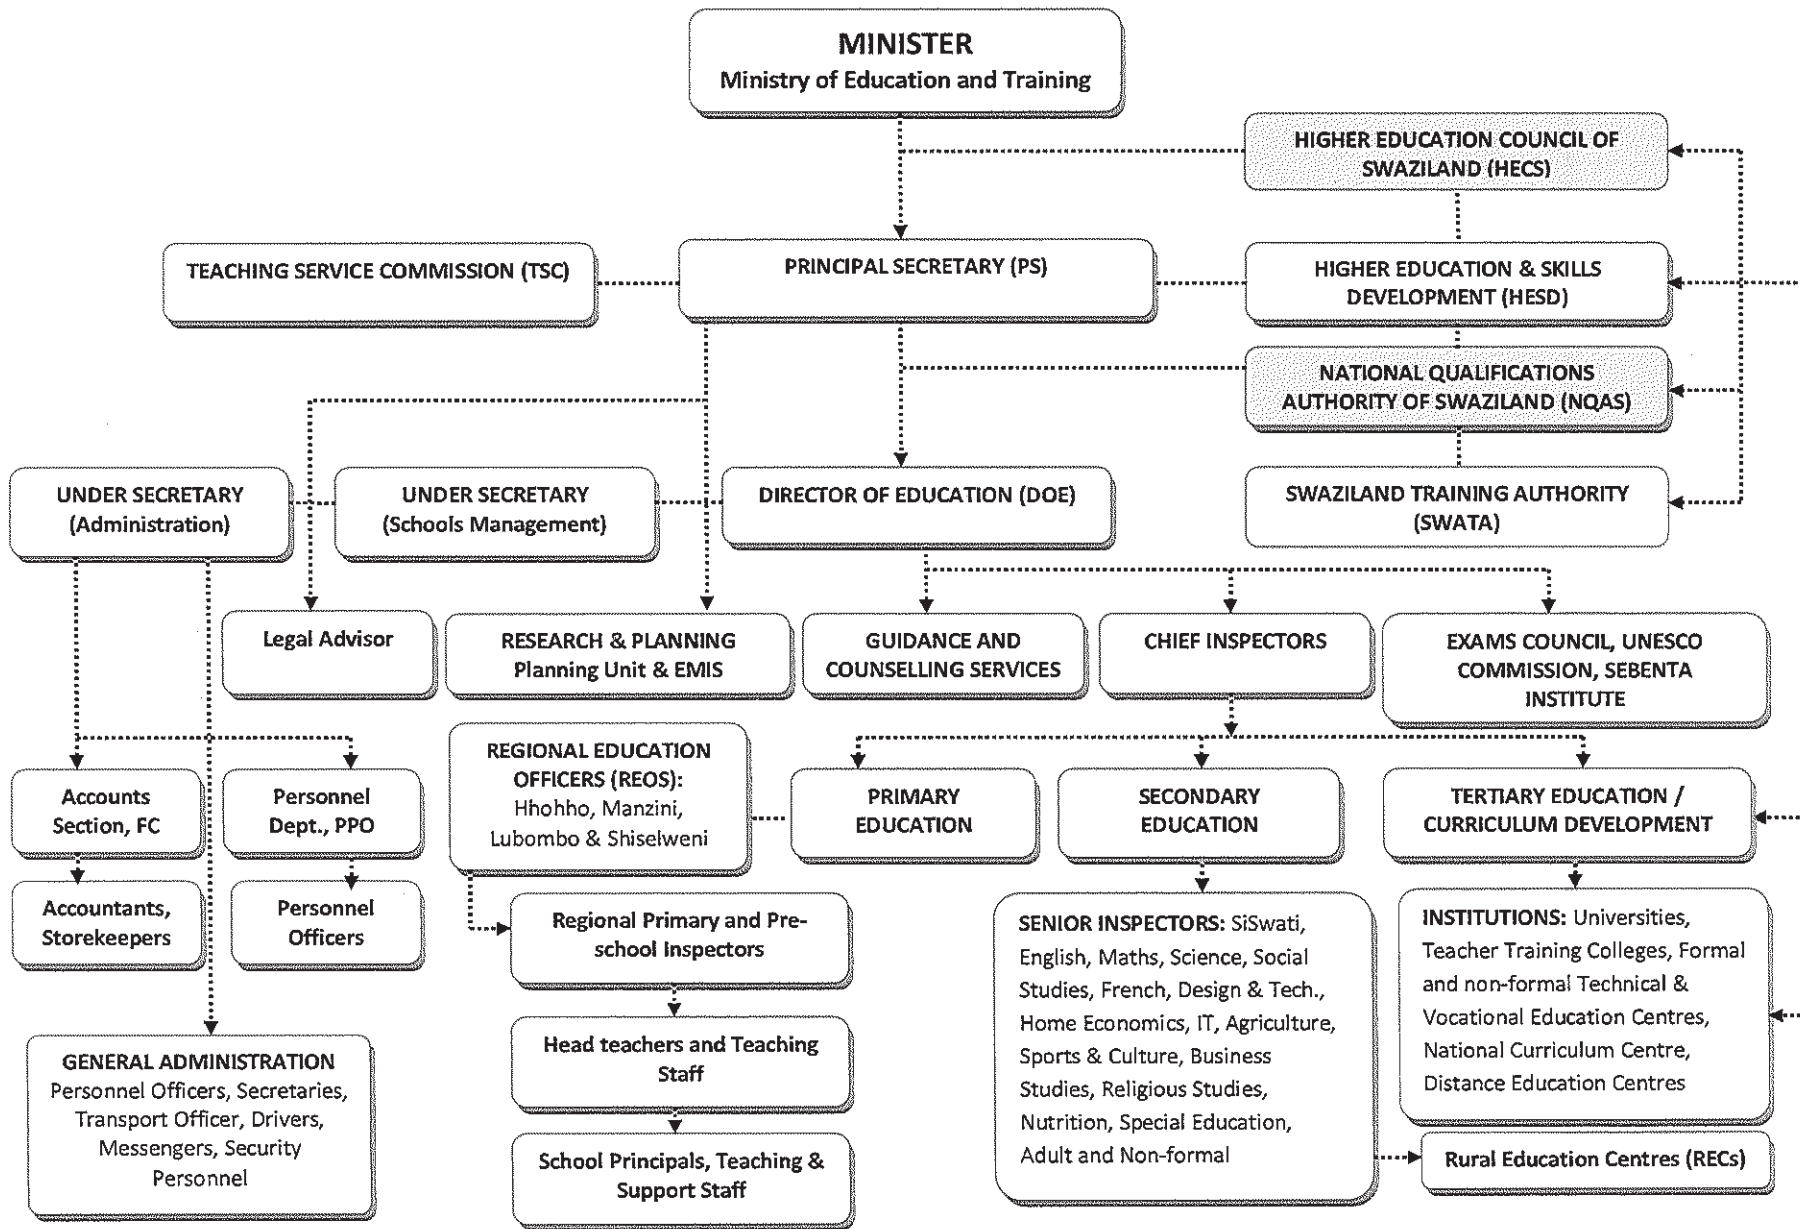 MINISTER
Ministry of Education and Training
HIGHER EDUCATION COUNCIL OF
SWAZILAND (HECS)
TEACHING SERVICE COMMISSION (TSC)
PRINCIPAL SECRETARY (PS)
HIGHER EDUCATION & SKILLS
DEVELOPMENT (HESD)
NATIONAL QUALIFICATIONS
AUTHORITY OF SWAZILAND (NQAS)
UNDER SECRETARY
(Administration)
UNDER SECRETARY
(Schools Management)
DIRECTOR OF EDUCATION (DOE)
SWAZILAND TRAINING AUTHORITY
(SWATA)
Legal Advisor
RESEARCH & PLANNING
Planning Unit & EMIS
GUIDANCE AND
COUNSELLING SERVICES
CHIEF INSPECTORS
EXAMS COUNCIL, UNESCO
COMMISSION, SEBENTA
INSTITUTE
Accounts
Section, FC
Personnel
Dept., PPO
REGIONAL EDUCATION
OFFICERS (REOS):
Hhohho, Manzini,
Lubombo & Shiselweni
PRIMARY
EDUCATION
SECONDARY
EDUCATION
TERTIARY EDUCATION /
CURRICULUM DEVELOPMENT
Accountants,
Storekeepers
Personnel
Officers
Regional Primary and Pre-
school Inspectors
SENIOR INSPECTORS: SiSwati,
English, Maths, Science, Social
Studies, French, Design & Tech.,
Home Economics, IT, Agriculture,
Sports & Culture, Business
Studies, Religious Studies,
Nutrition, Special Education,
Adult and Non-formal
INSTITUTIONS: Universities,
Teacher Training Colleges, Formal
and non-formal Technical &
Vocational Education Centres,
National Curriculum Centre,
Distance Education Centres
GENERAL ADMINISTRATION
Personnel Officers, Secretaries,
Transport Officer, Drivers,
Messengers, Security
Personnel
Head teachers and Teaching
Staff
School Principals, Teaching &
Support Staff
Rural Education Centres (RECs)